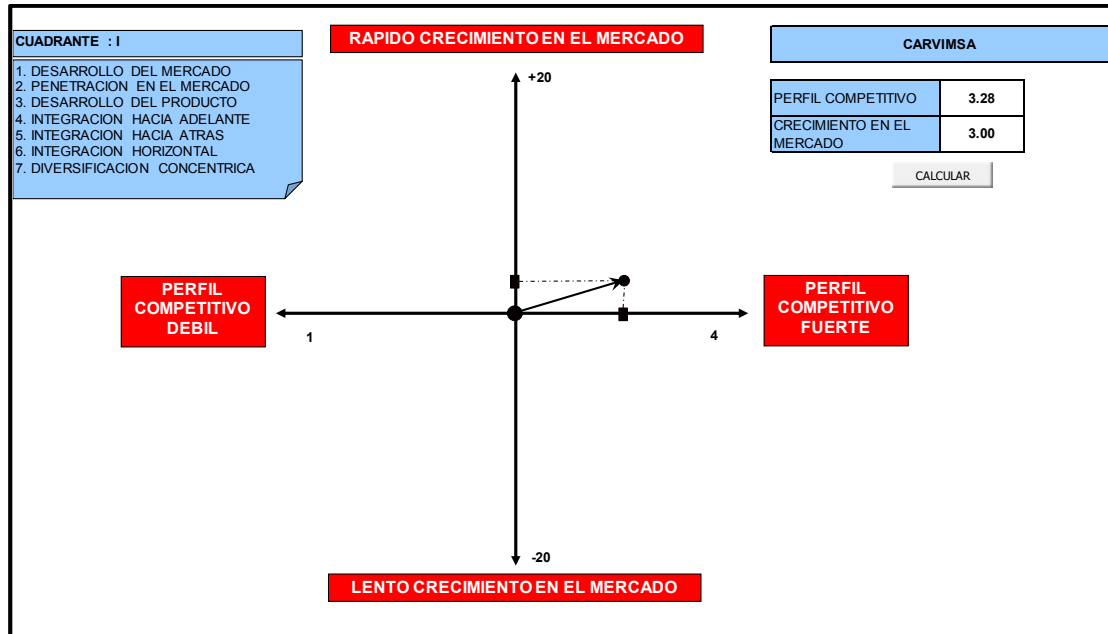 CUADRANTE : I
1. DESARROLLO DEL MERCADO
2. PENETRACION EN EL MERCADO
3. DESARROLLO DEL PRODUCTO
4. INTEGRACION HACIA ADELANTE
5. INTEGRACION HACIA ATRAS
6. INTEGRACION HORIZONTAL
7. DIVERSIFICACION CONCENTRICA
RAPIDO CRECIMIENTO EN EL MERCADO
+20
CARVIMSA
PERFIL COMPETITIVO 3.28
CRECIMIENTO EN EL
MERCADO 3.00
CALCULAR
PERFIL
COMPETITIVO
DEBIL
1
4
PERFIL
COMPETITIVO
FUERTE
-20
LENTO CRECIMIENTO EN EL MERCADO